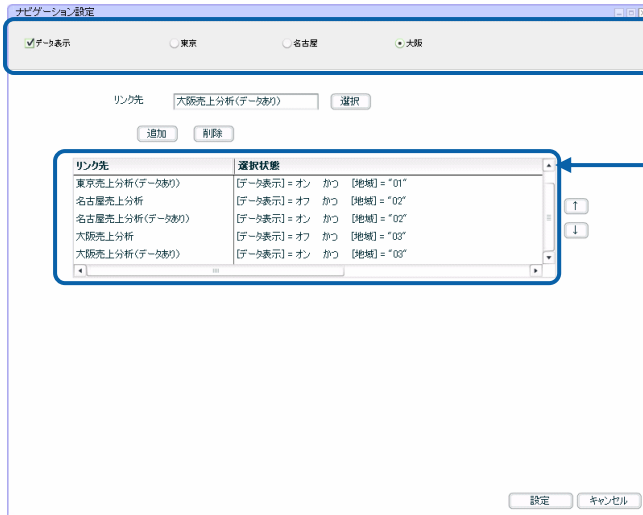 ナビゲーション設定
データ表示 東京 名古屋 大阪
リンク先 大阪売上分析(データあり) 選択
追加 削除
リンク先 選択状態
東京売上分析(データあり) [データ表示] = オン かつ [地域] = "01"
名古屋売上分析 [データ表示] = オフ かつ [地域] = "02"
名古屋売上分析(データあり) [データ表示] = オン かつ [地域] = "02"
大阪売上分析 [データ表示] = オフ かつ [地域] = "03"
大阪売上分析(データあり) [データ表示] = オン かつ [地域] = "03"
↑
↓
設定 キャンセル